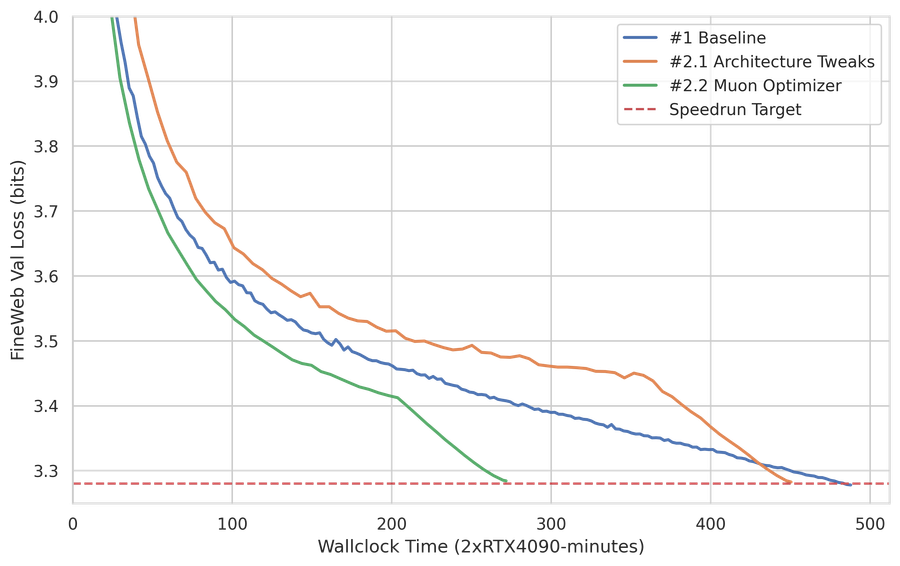 4.0
3.9
3.8
3.7
3.6
3.5
3.4
3.3
FineWeb Val Loss (bits)
#1 Baseline
#2.1 Architecture Tweaks
#2.2 Muon Optimizer
Speedrun Target
0 100 200 300 400 500
Wallclock Time (2xRTX4090-minutes)